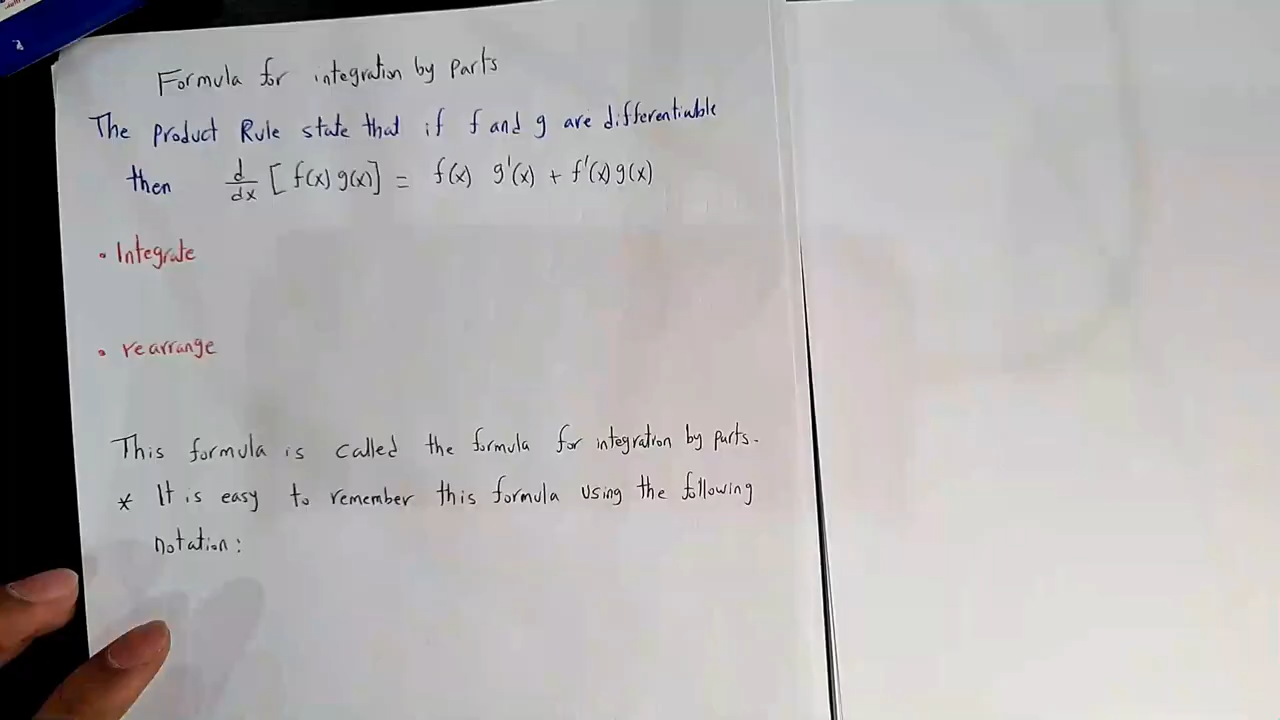 Formula for integration by parts
The product Rule state that if f and g are differentiable
then d/dx [f(x) g(x)] = f(x) g'(x) + f'(x) g(x)
• Integrate
• rearrange
This formula is called the formula for integration by parts.
* It is easy to remember this formula using the following
notation: